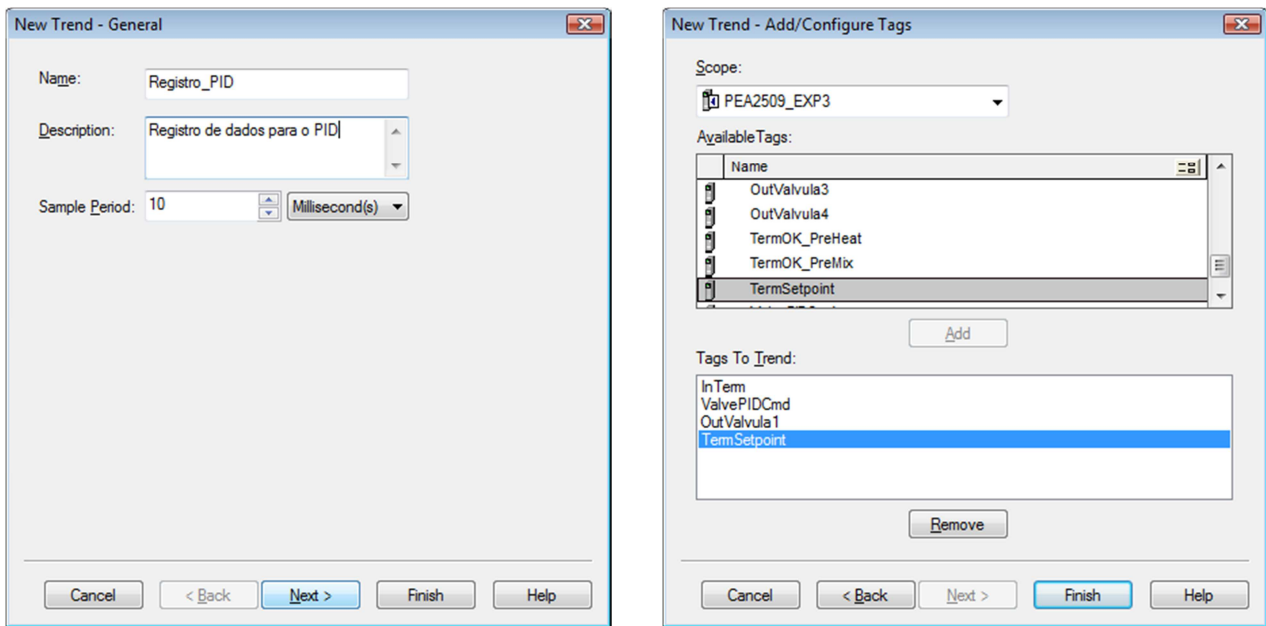 New Trend - General
Name: Registro_PID
Description: Registro de dados para o PID
Sample Period: 10 Millisecond(s)
Cancel < Back Next > Finish Help
New Trend - Add/Configure Tags
Scope:
PEA2509_EXP3
Available Tags:
Name
OutValvula3
OutValvula4
TermOK_PreHeat
TermOK_PreMix
TermSetpoint
Add
Tags To Trend:
InTerm
ValvePIDCmd
OutValvula1
TermSetpoint
Remove
Cancel < Back Next > Finish Help